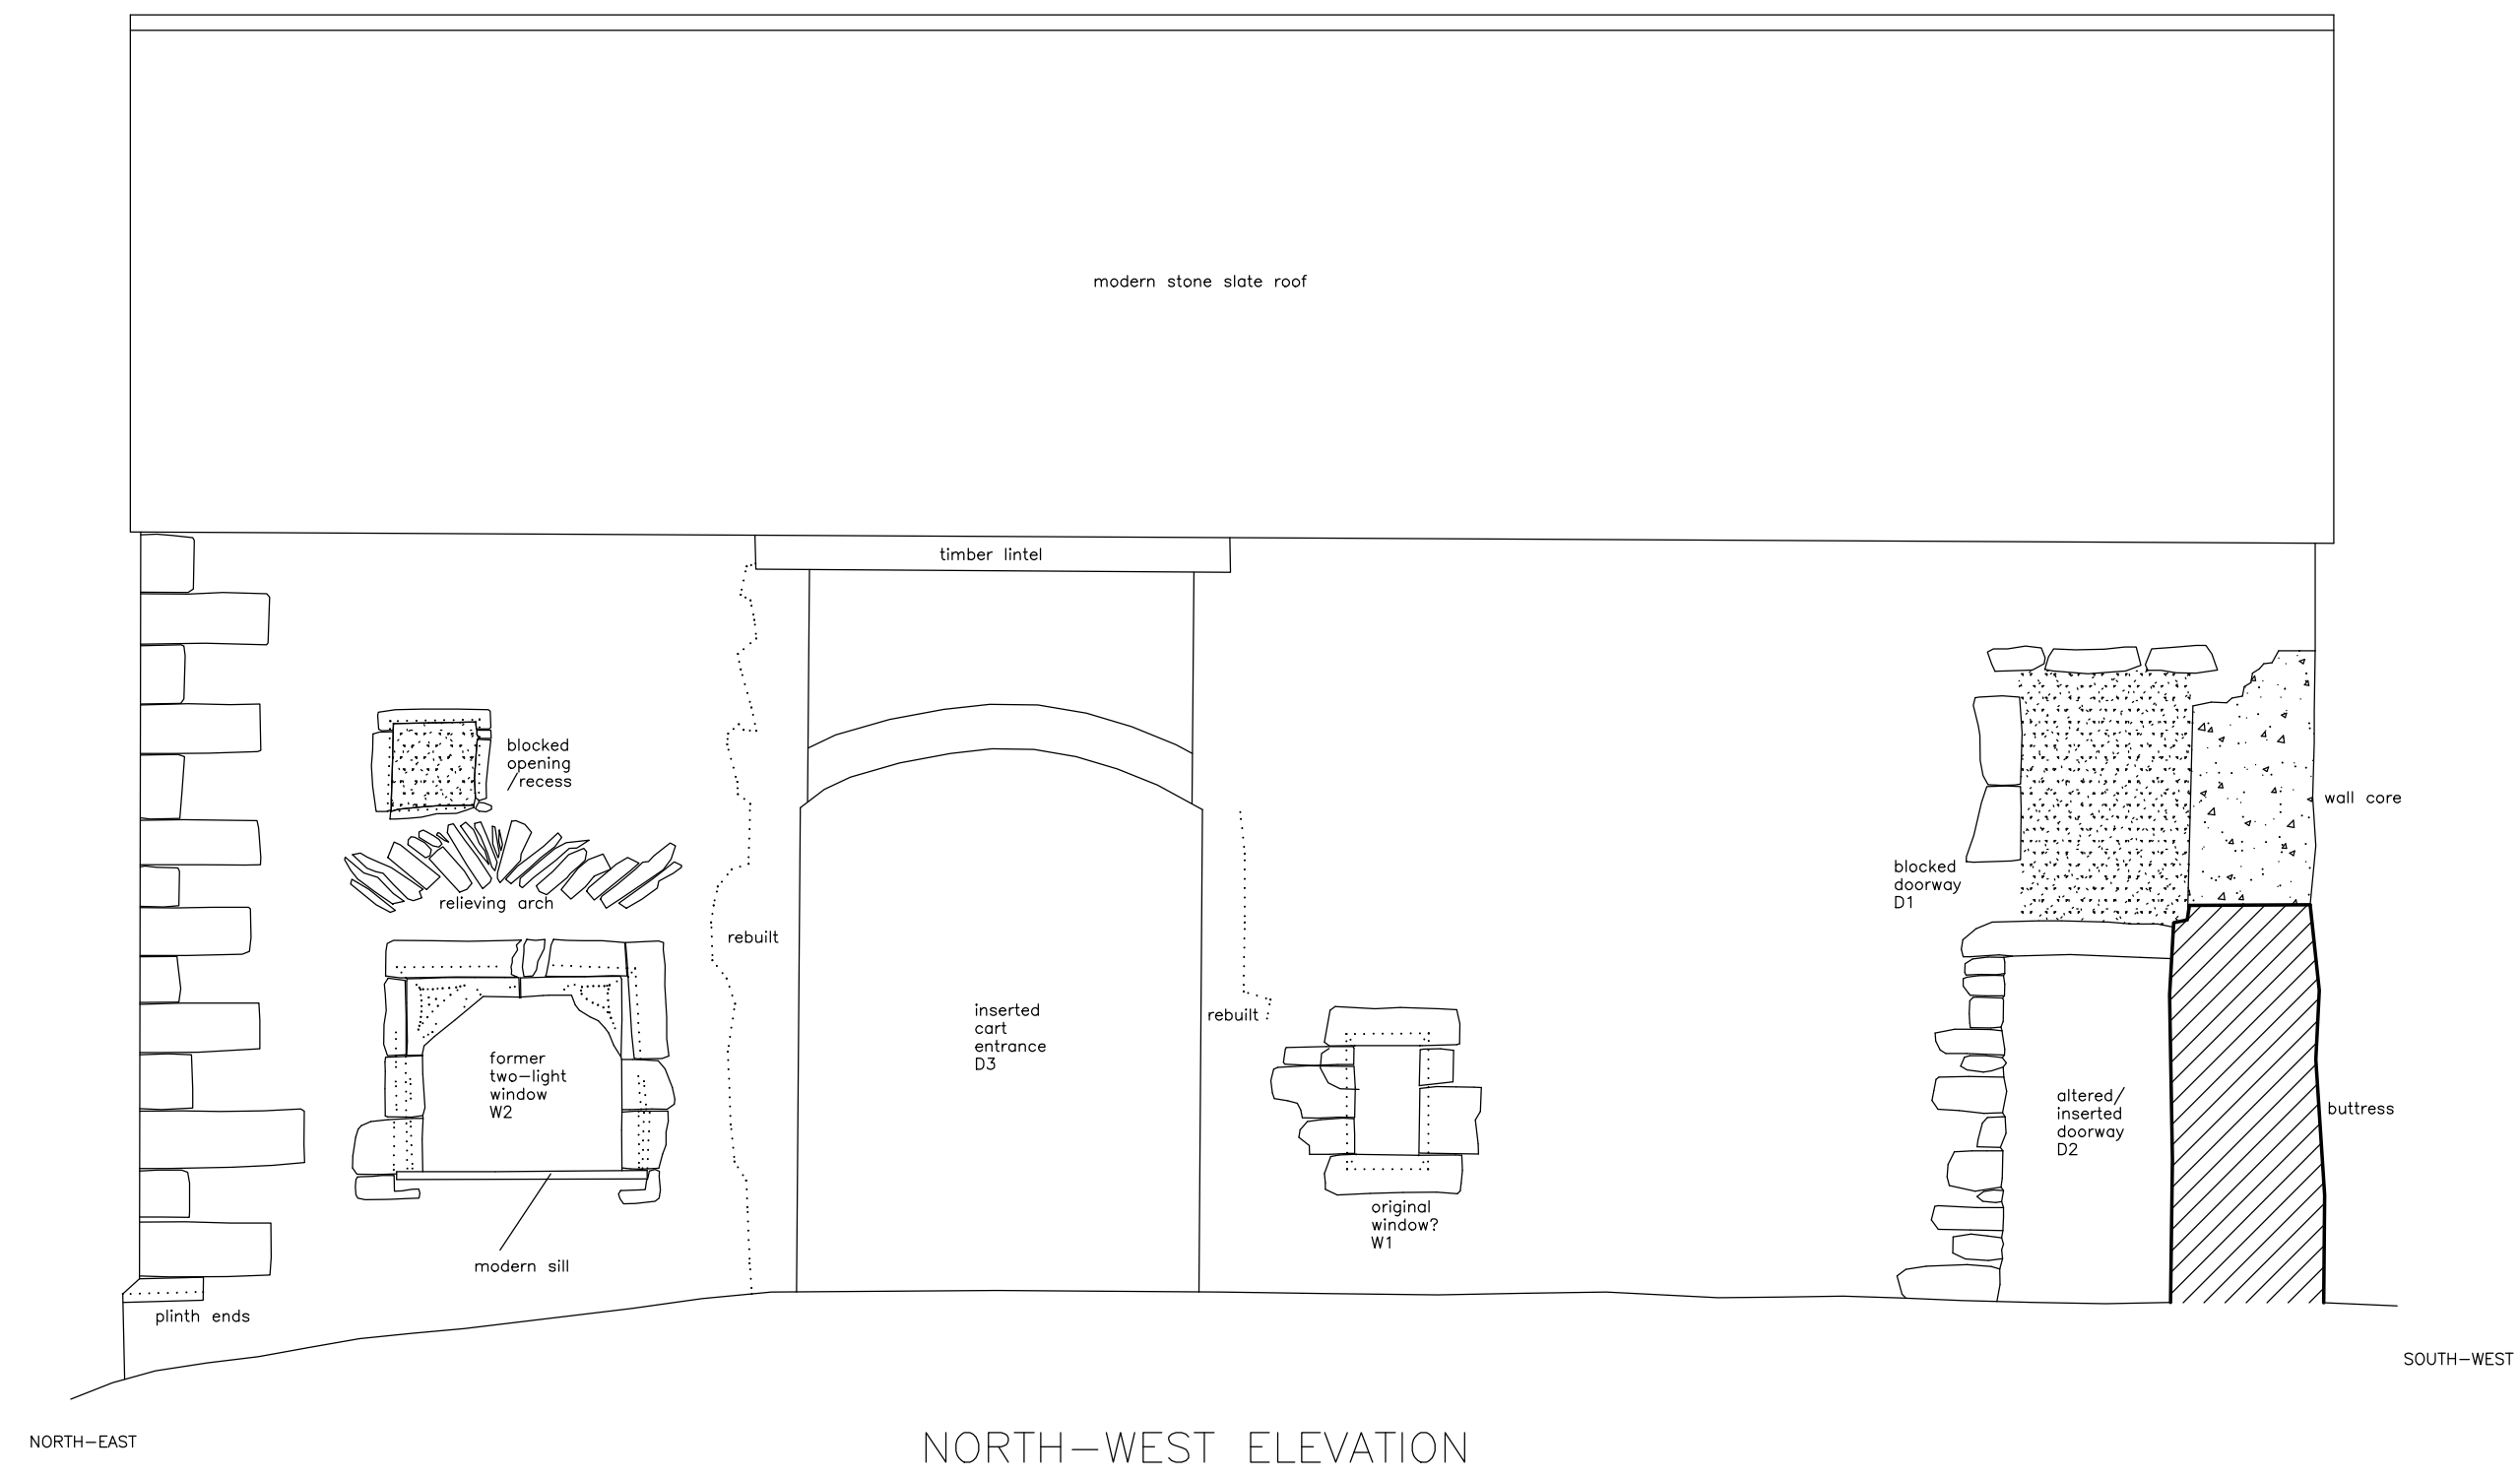 modern stone slate roof
timber lintel
blocked
opening
/recess
wall core
blocked
doorway
D1
relieving arch
rebuilt
inserted
cart
entrance
D3
rebuilt
former
two-light
window
W2
altered/
inserted
doorway
D2
buttress
original
window?
W1
modern sill
plinth ends
SOUTH-WEST
NORTH-EAST
NORTH-WEST ELEVATION